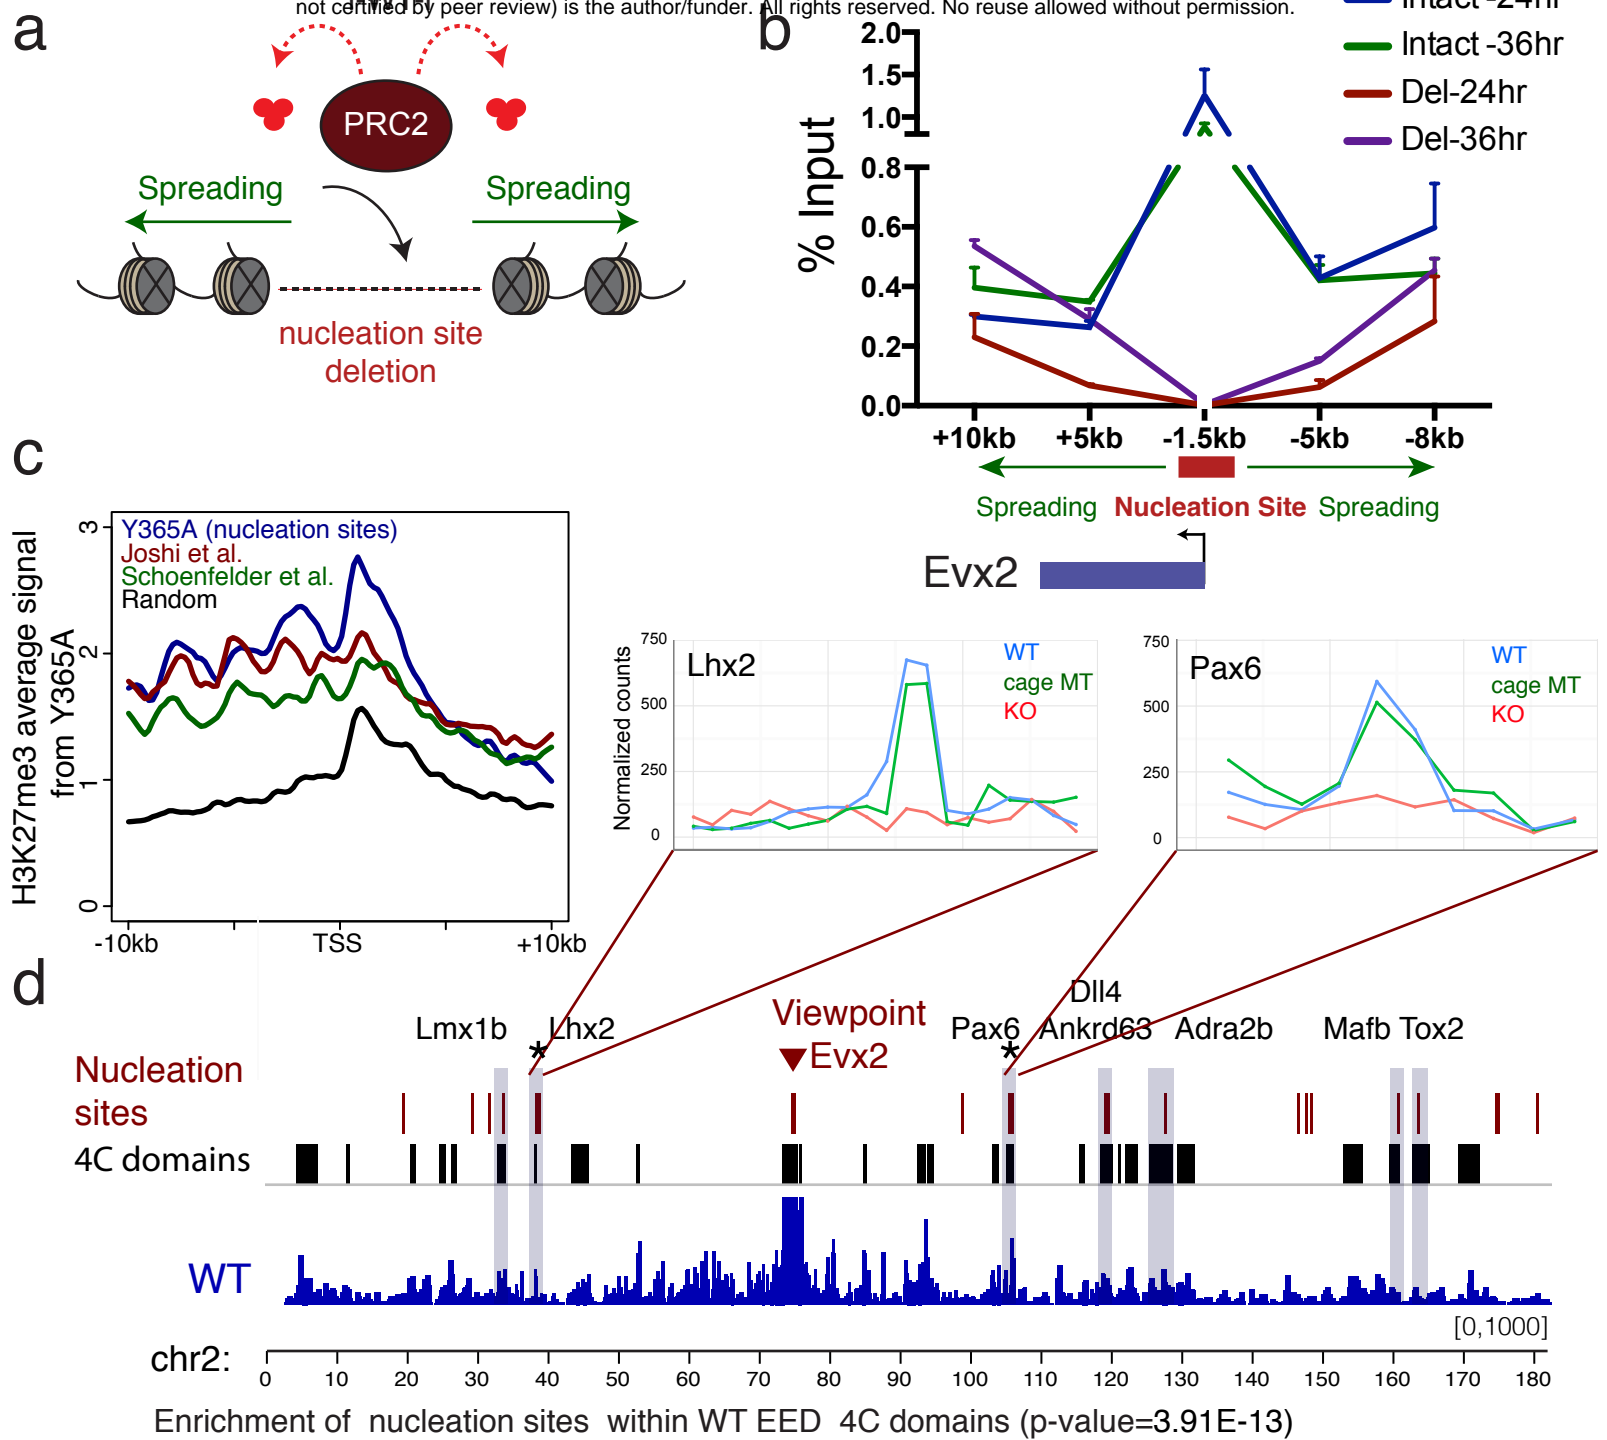 not certified by peer review) is the author/funder. All rights reserved. No reuse allowed without permission.
a
PRC2
Spreading
Spreading
nucleation site
deletion
b
Intact -24hr
Intact -36hr
Del-24hr
Del-36hr
% Input
2.0
1.5
1.0
0.8
0.6
0.4
0.2
0.0
+10kb +5kb -1.5kb -5kb -8kb
Spreading Nucleation Site Spreading
Evx2
c
H3K27me3 average signal
from Y365A
3
2
1
0
Y365A (nucleation sites)
Joshi et al.
Schoenfelder et al.
Random
-10kb TSS +10kb
Normalized counts
750
500
250
0
Lhx2
WT
cage MT
KO
750
500
250
0
Pax6
WT
cage MT
KO
d
Dll4
Lmx1b Lhx2 Viewpoint Pax6 Ankrd63 Adra2b Mafb Tox2
* ▼Evx2 *
Nucleation
sites
4C domains
WT
[0,1000]
chr2:
0 10 20 30 40 50 60 70 80 90 100 110 120 130 140 150 160 170 180
Enrichment of nucleation sites within WT EED 4C domains (p-value=3.91E-13)